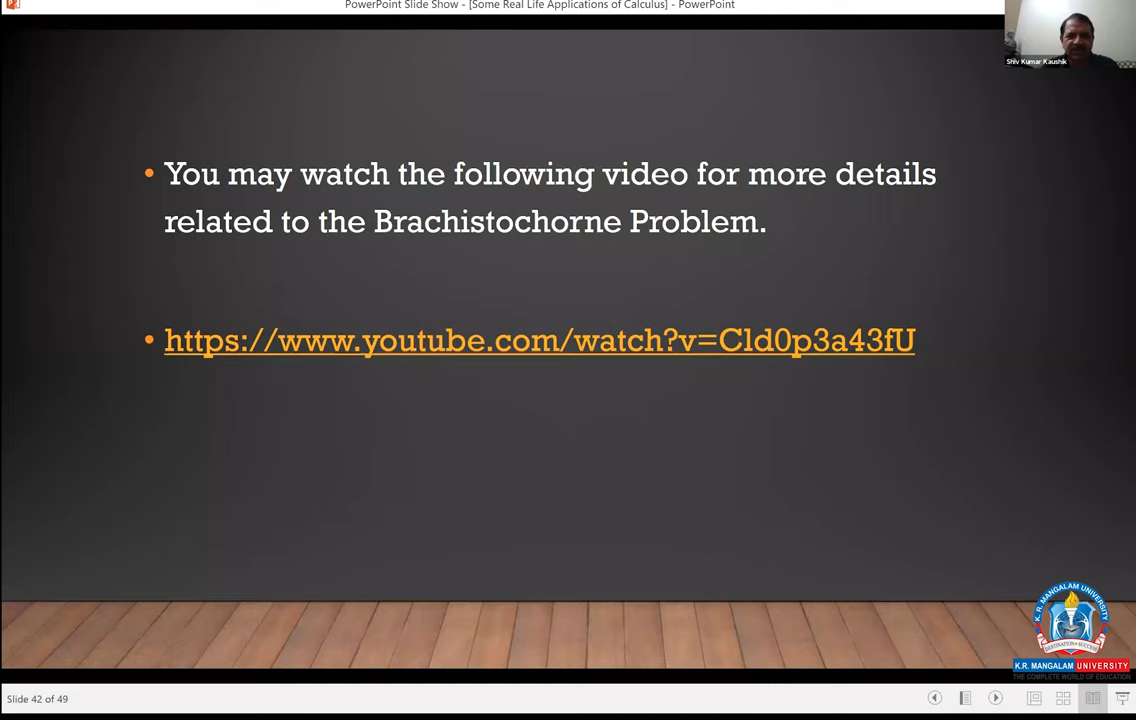 PowerPoint Slide Show - [Some Real Life Applications of Calculus] - PowerPoint
Shiv Kumar Kaushik
• You may watch the following video for more details
related to the Brachistochorne Problem.
• https://www.youtube.com/watch?v=Cld0p3a43fU
K. R. MANGALAM UNIVERSITY
K.R. MANGALAM UNIVERSITY
THE COMPLETE WORLD OF EDUCATION
Slide 42 of 49